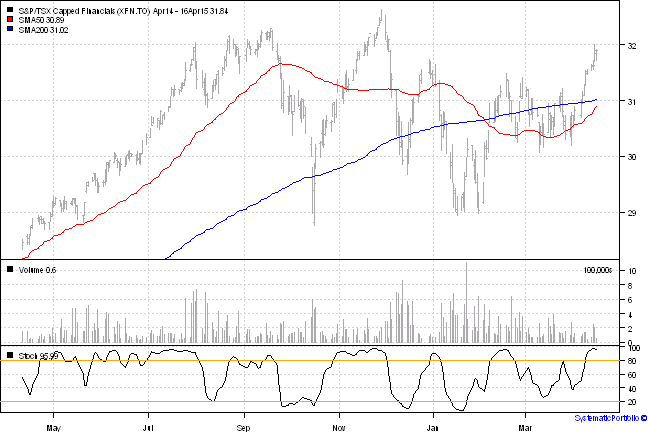 S&P/TSX Capped Financials (XFN.TO) Apr14 - 16Apr15 31.84
SMA50 30.89
SMA200 31.02
32
31
30
29
Volume 0.6
100,000s
10
8
6
4
2
0
Stoch 95.99
100
80
60
40
20
May
Jul
Sep
Nov
Jan
Mar
SystematicPortfolio ©